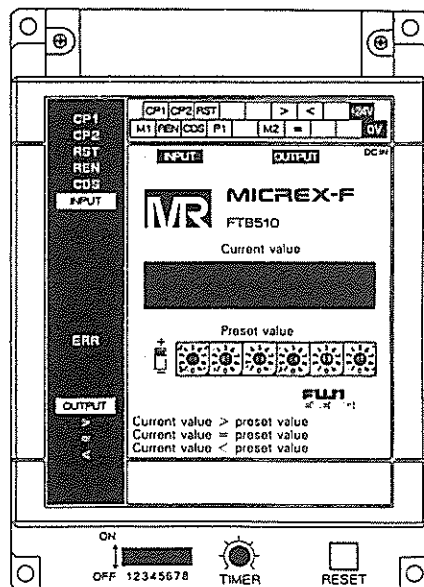 CP1 CP2 RST > < 24V
M1 REN CDS P1 M2 = 0V
INPUT OUTPUT DC IN
CP1
CP2
RST
REN
CDS
INPUT
MR MICREX-F
FTB510
Current value
ERR
Preset value
+
-
FUJI
OUTPUT
Current value > preset value
Current value = preset value
Current value < preset value
ON
OFF 12345678 TIMER RESET